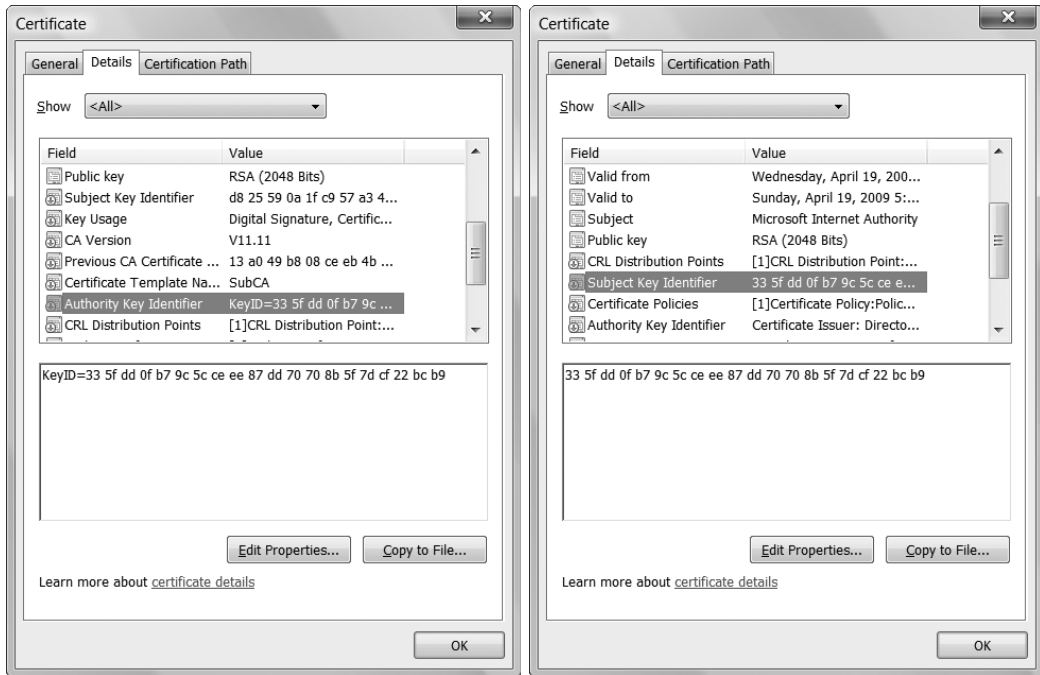 Certificate
General Details Certification Path
Show <All>
Field Value
Public key RSA (2048 Bits)
Subject Key Identifier d8 25 59 0a 1f c9 57 a3 4...
Key Usage Digital Signature, Certific...
CA Version V11.11
Previous CA Certificate ... 13 a0 49 b8 08 ce eb 4b ...
Certificate Template Na... SubCA
Authority Key Identifier KeyID=33 5f dd 0f b7 9c ...
CRL Distribution Points [1]CRL Distribution Point:...
KeyID=33 5f dd 0f b7 9c 5c ce ee 87 dd 70 70 8b 5f 7d cf 22 bc b9
Edit Properties... Copy to File...
Learn more about certificate details
OK
Certificate
General Details Certification Path
Show <All>
Field Value
Valid from Wednesday, April 19, 200...
Valid to Sunday, April 19, 2009 5:...
Subject Microsoft Internet Authority
Public key RSA (2048 Bits)
CRL Distribution Points [1]CRL Distribution Point:...
Subject Key Identifier 33 5f dd 0f b7 9c 5c ce e...
Certificate Policies [1]Certificate Policy:Polic...
Authority Key Identifier Certificate Issuer: Directo...
33 5f dd 0f b7 9c 5c ce ee 87 dd 70 70 8b 5f 7d cf 22 bc b9
Edit Properties... Copy to File...
Learn more about certificate details
OK